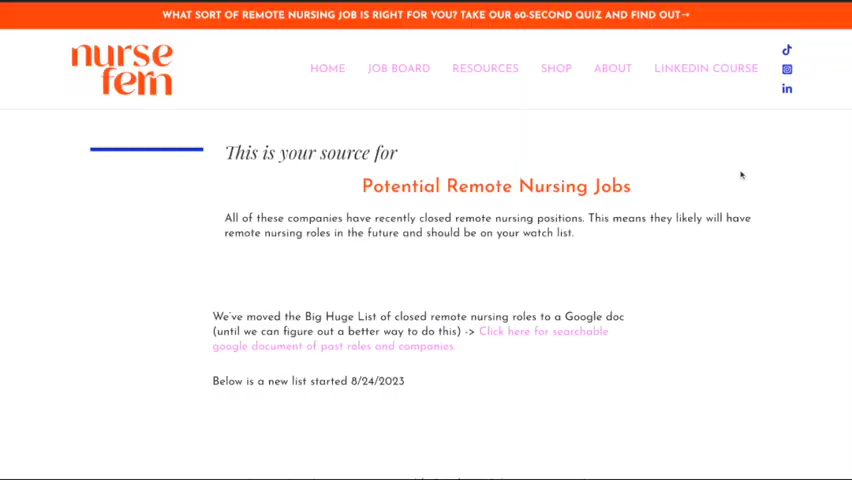 WHAT SORT OF REMOTE NURSING JOB IS RIGHT FOR YOU? TAKE OUR 60-SECOND QUIZ AND FIND OUT→
nurse
fern
HOME JOB BOARD RESOURCES SHOP ABOUT LINKEDIN COURSE
in
This is your source for
Potential Remote Nursing Jobs
All of these companies have recently closed remote nursing positions. This means they likely will have
remote nursing roles in the future and should be on your watch list.
We've moved the Big Huge List of closed remote nursing roles to a Google doc
(until we can figure out a better way to do this) -> Click here for searchable
google document of past roles and companies.
Below is a new list started 8/24/2023